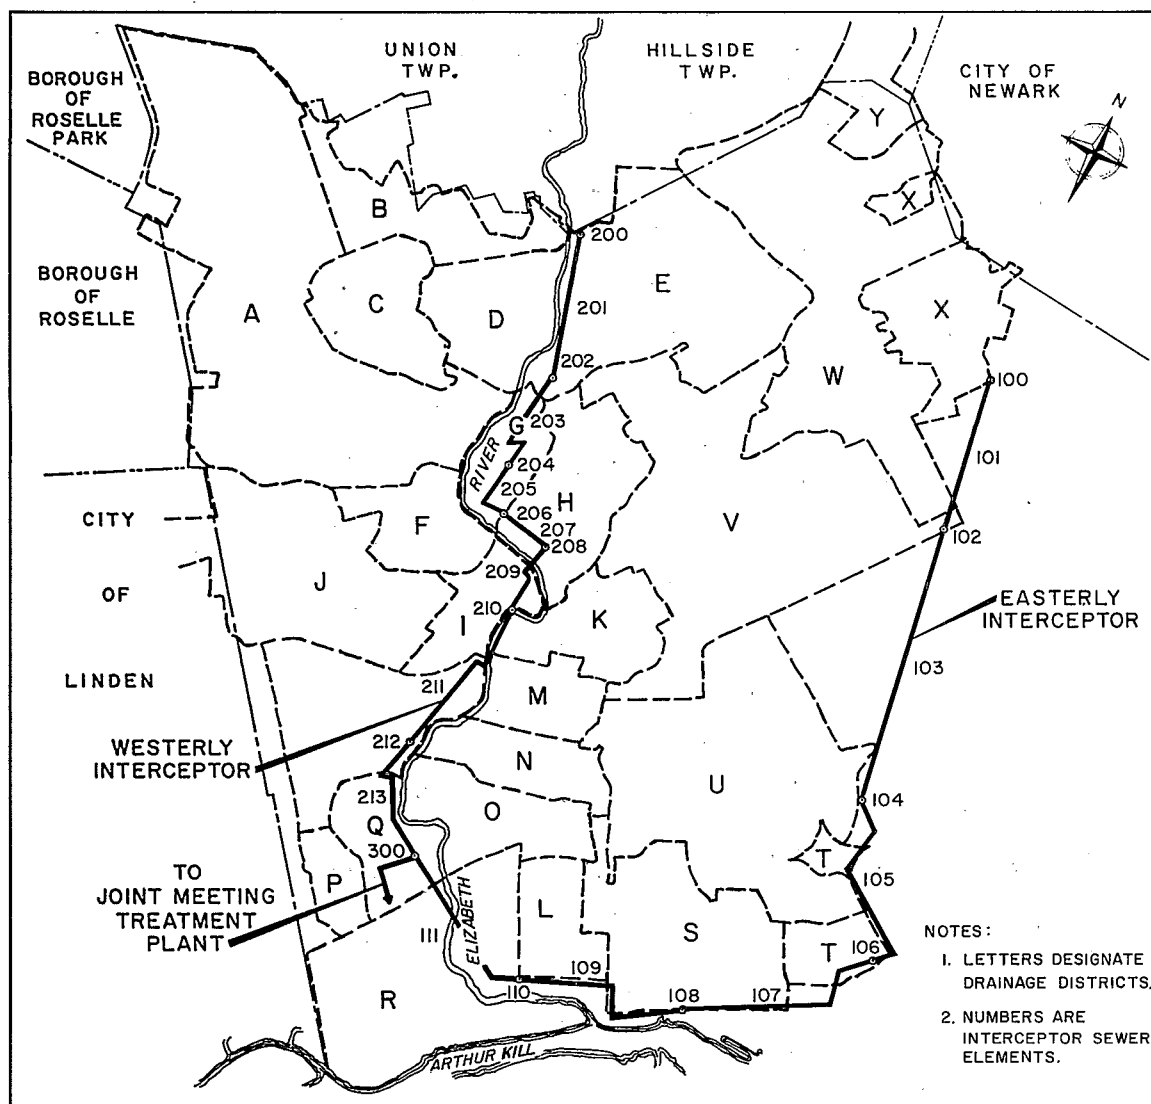 UNION
TWP.
HILLSIDE
TWP.
CITY OF
NEWARK
BOROUGH
OF
ROSELLE
PARK
N
Y
X
B
200
BOROUGH
OF
ROSELLE
A
C
D
E
201
X
202
W
100
203
G
RIVER
204
101
205
H
206
CITY
F
V
207
208
102
J
209
OF
210
I
K
EASTERLY
INTERCEPTOR
103
LINDEN
211
M
WESTERLY
INTERCEPTOR
212
N
U
213
104
O
Q
300
T
P
105
TO
JOINT MEETING
TREATMENT
PLANT
L
ELIZABETH
111
S
T
106
109
110
107
108
R
ARTHUR KILL
NOTES:
1. LETTERS DESIGNATE
DRAINAGE DISTRICTS.
2. NUMBERS ARE
INTERCEPTOR SEWER
ELEMENTS.